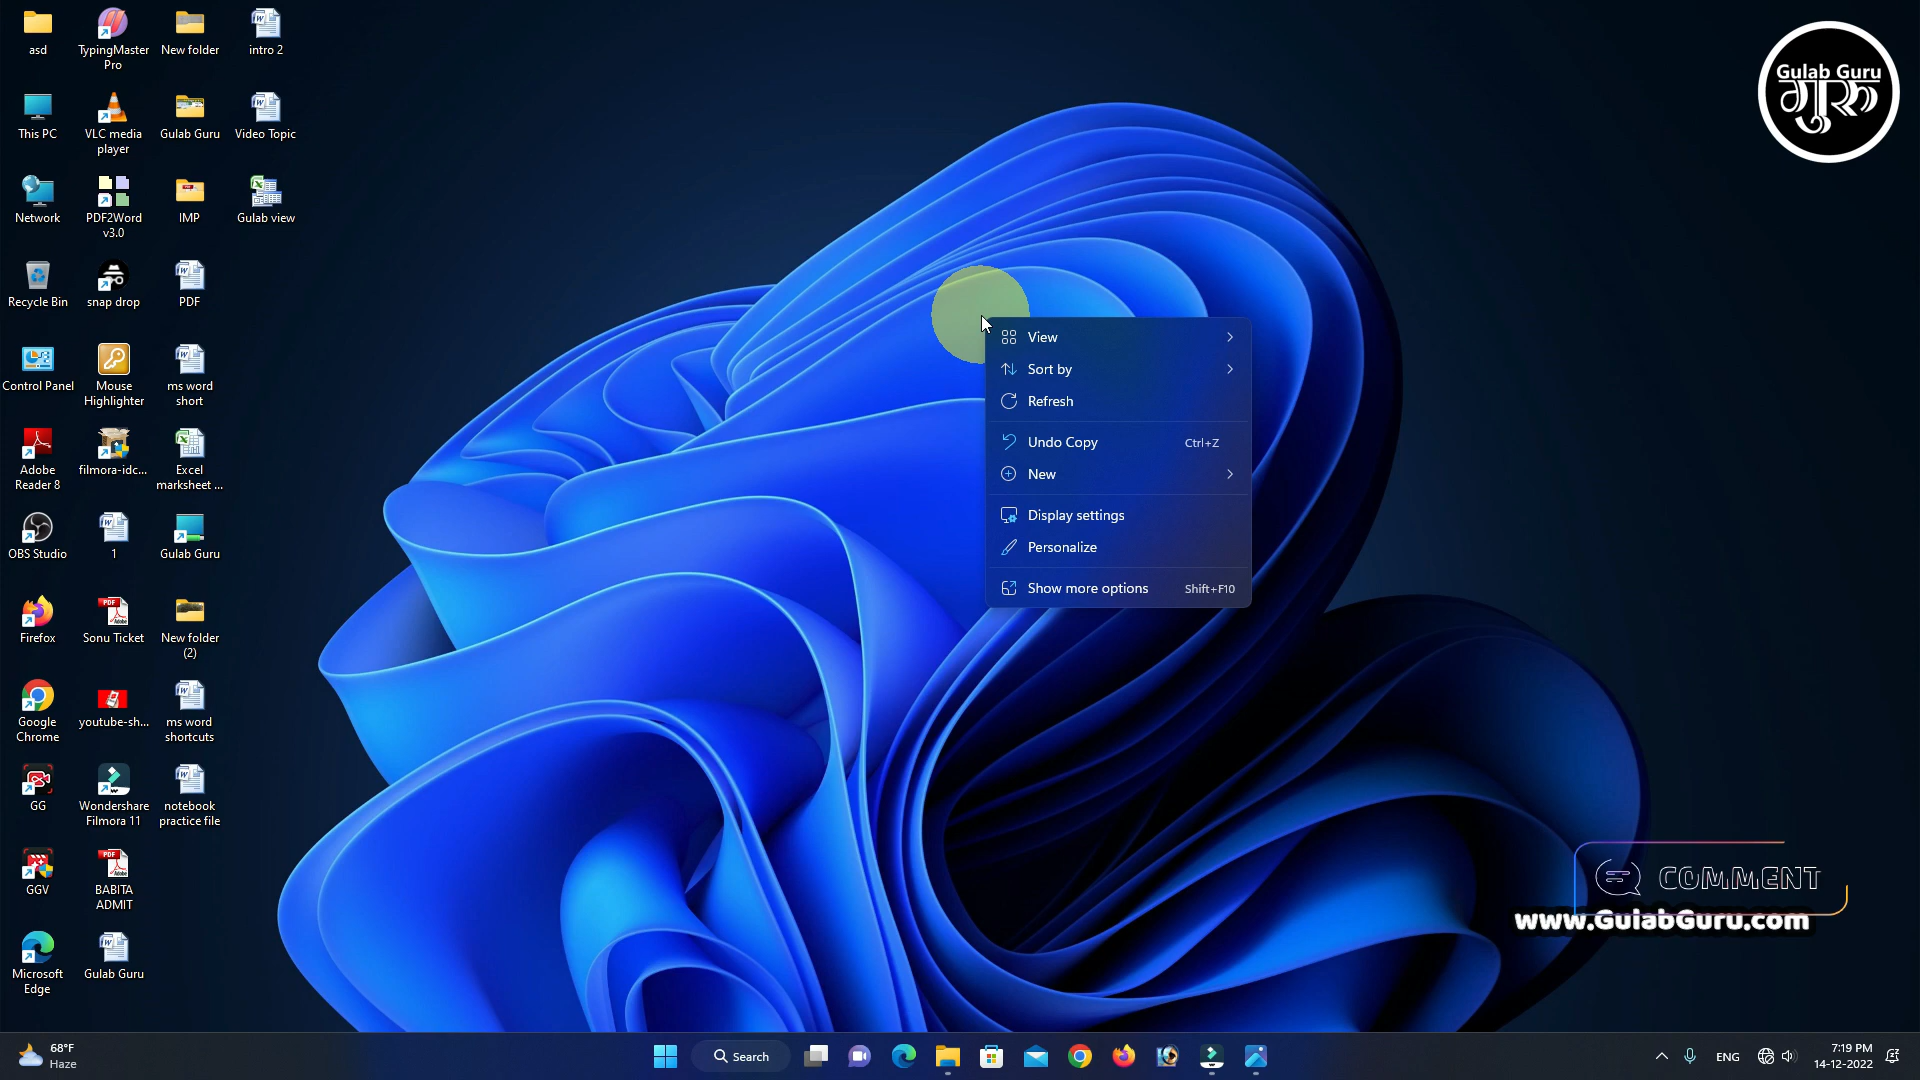 asd
TypingMaster
Pro
New folder
intro 2
This PC
VLC media
player
Gulab Guru
Video Topic
Network
PDF2Word
v3.0
IMP
Gulab view
Recycle Bin
snap drop
PDF
Control Panel
Mouse
Highlighter
ms word
short
Adobe
Reader 8
filmora-idc...
Excel
marksheet ...
OBS Studio
1
Gulab Guru
Firefox
Sonu Ticket
New folder
(2)
Google
Chrome
youtube-sh...
ms word
shortcuts
GG
Wondershare
Filmora 11
notebook
practice file
GGV
BABITA
ADMIT
Microsoft
Edge
Gulab Guru
View
Sort by
Refresh
Undo Copy Ctrl+Z
New
Display settings
Personalize
Show more options Shift+F10
Gulab Guru
गुरु
COMMENT
www.GulabGuru.com
68°F
Haze
Search
ENG
7:19 PM
14-12-2022